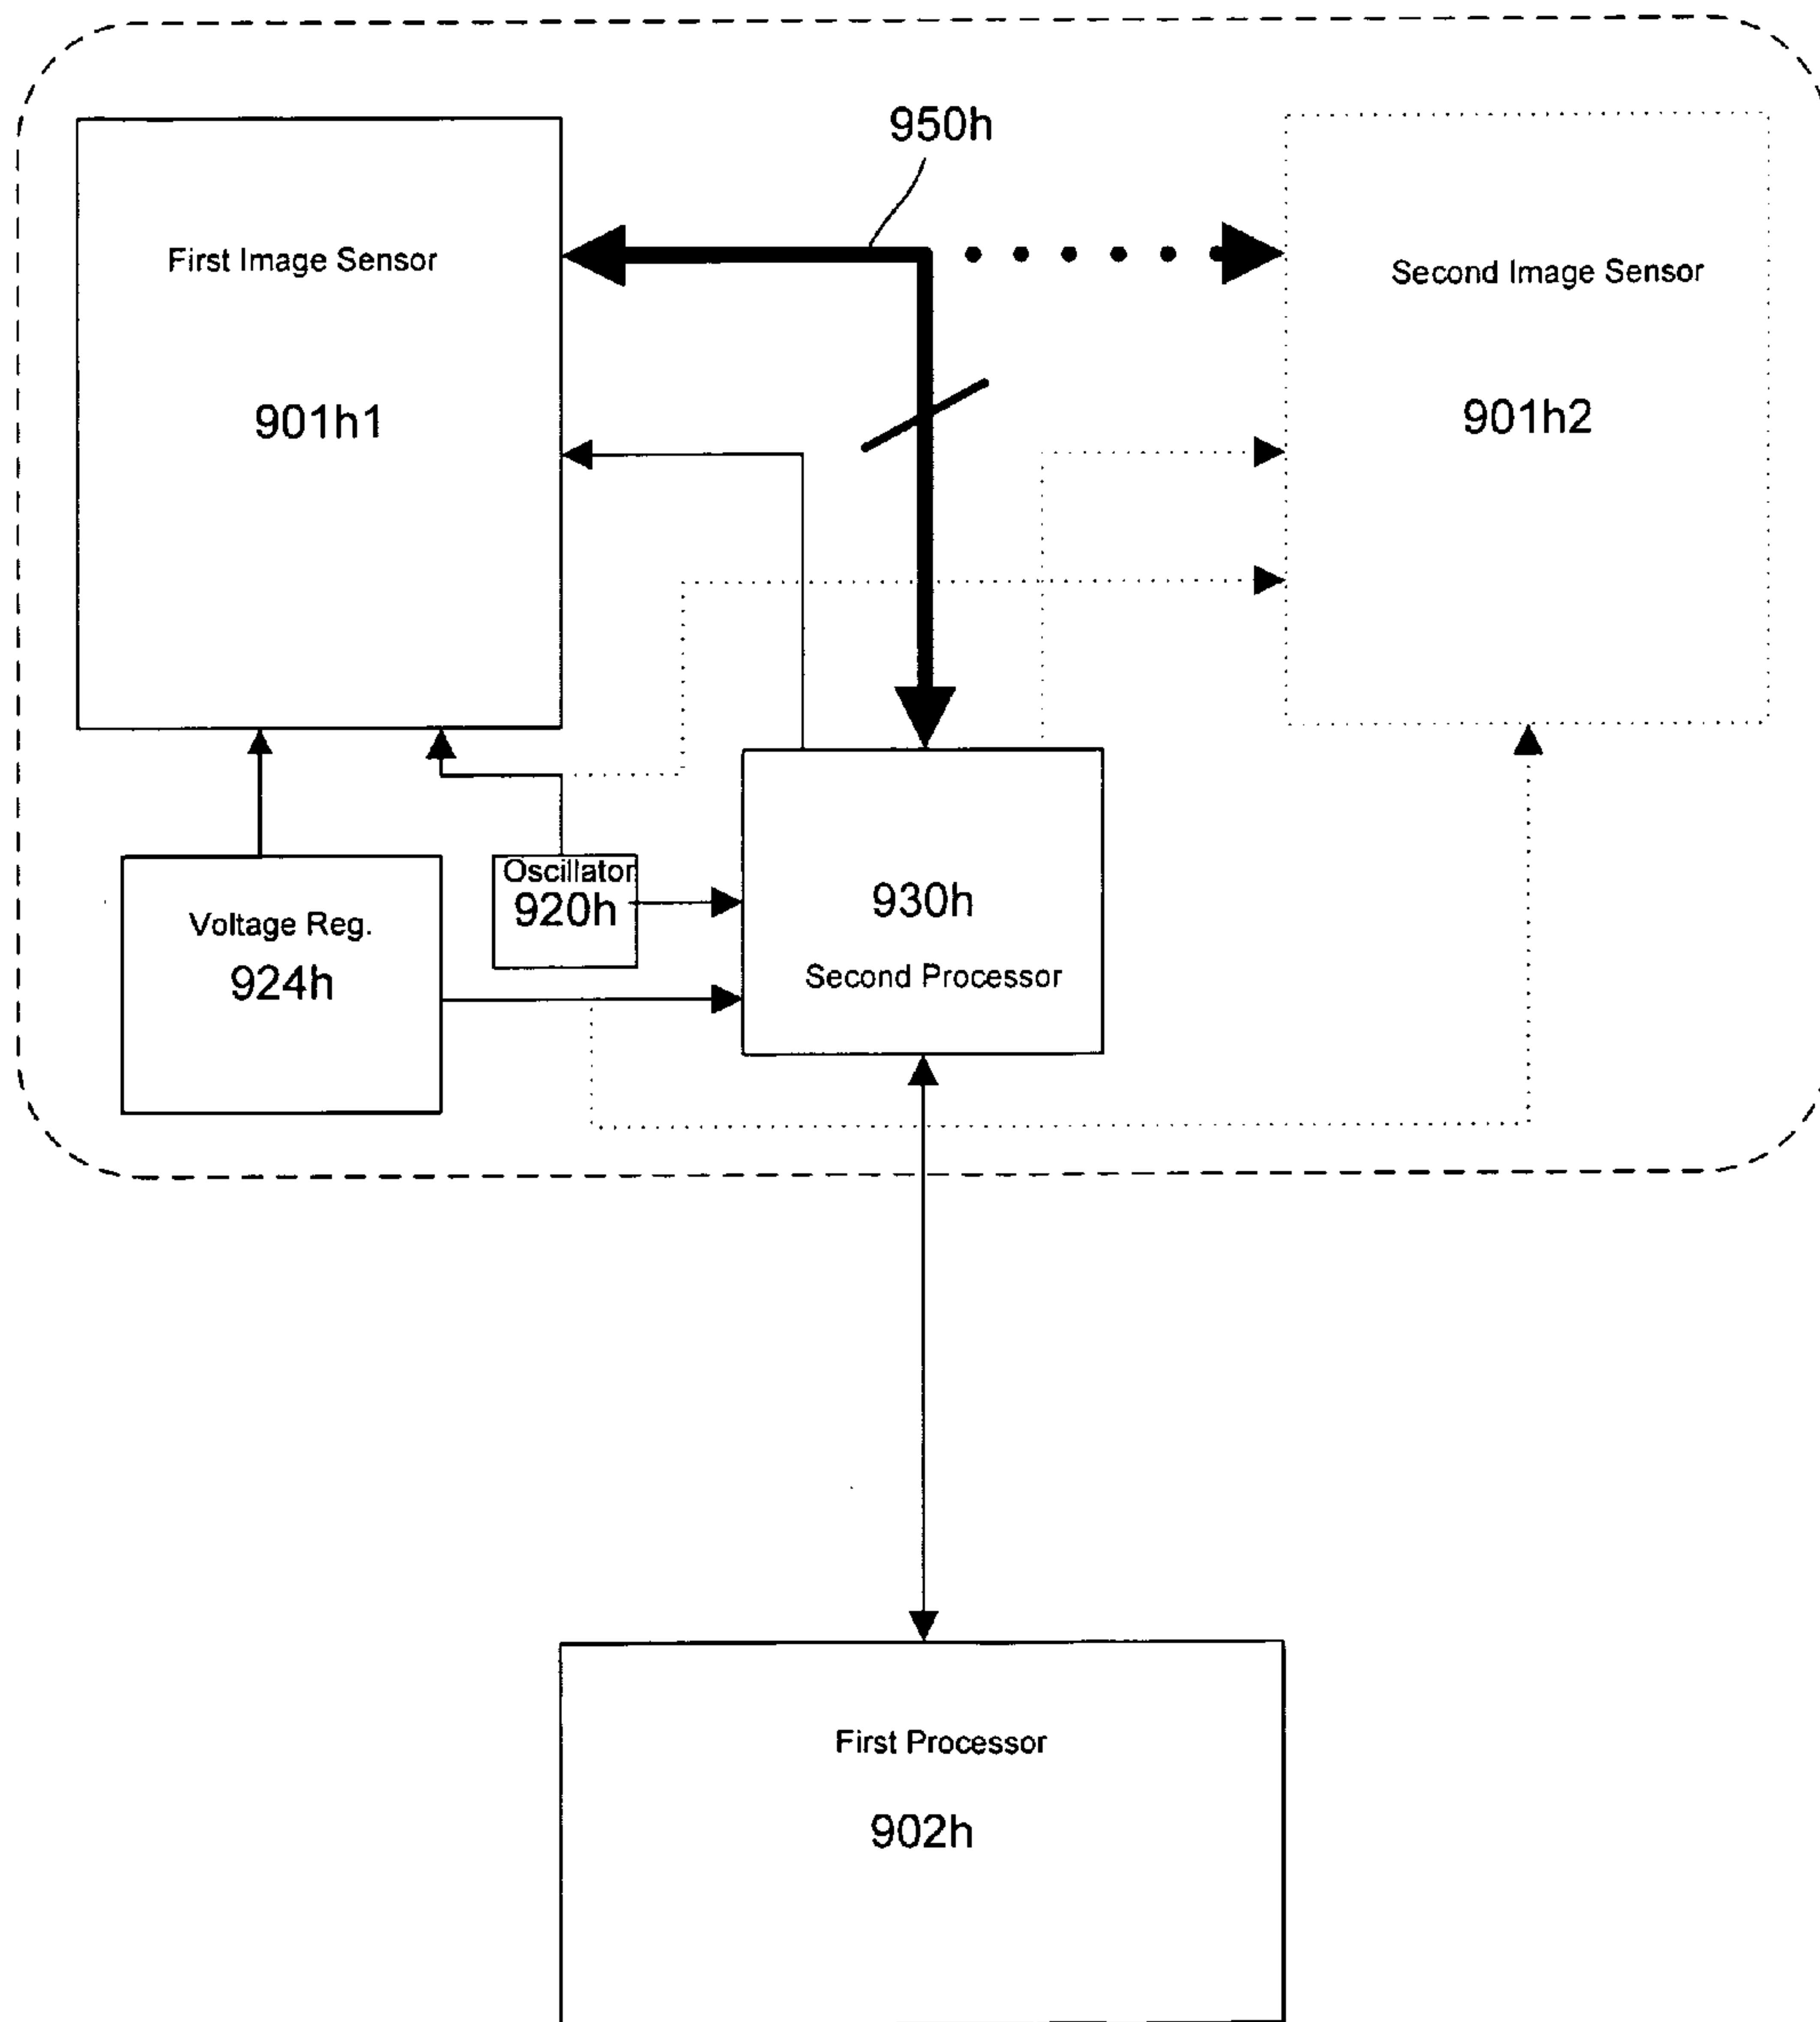 950h
First Image Sensor
901h1
Second Image Sensor
901h2
Oscillator
920h
Voltage Reg.
924h
930h
Second Processor
First Processor
902h